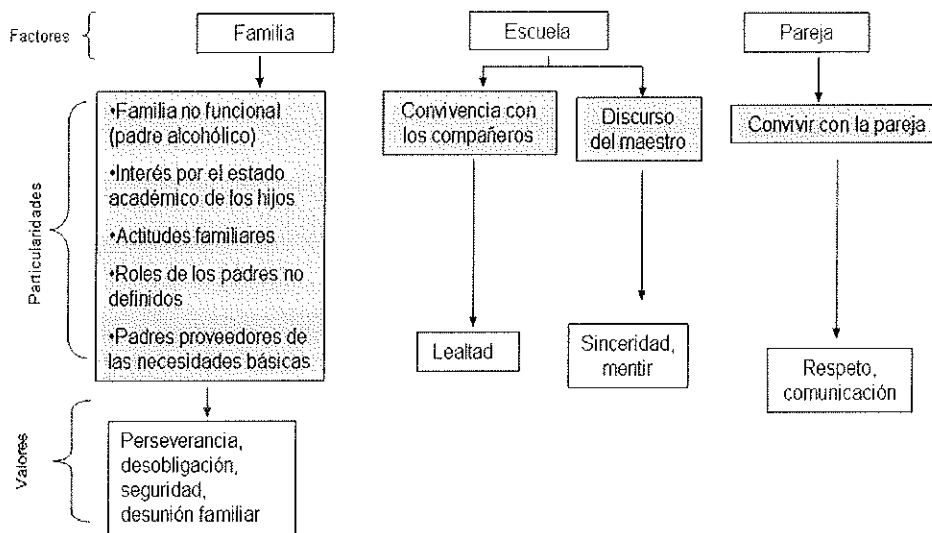 Factores
Familia
Escuela
Pareja
Particularidades
•Familia no funcional
(padre alcohólico)
•Interés por el estado
académico de los hijos
•Actitudes familiares
•Roles de los padres no
definidos
•Padres proveedores de
las necesidades básicas
Convivencia con
los compañeros
Discurso
del maestro
Convivir con la pareja
Lealtad
Sinceridad,
mentir
Respeto,
comunicación
Valores
Perseverancia,
desobligación,
seguridad,
desunión familiar